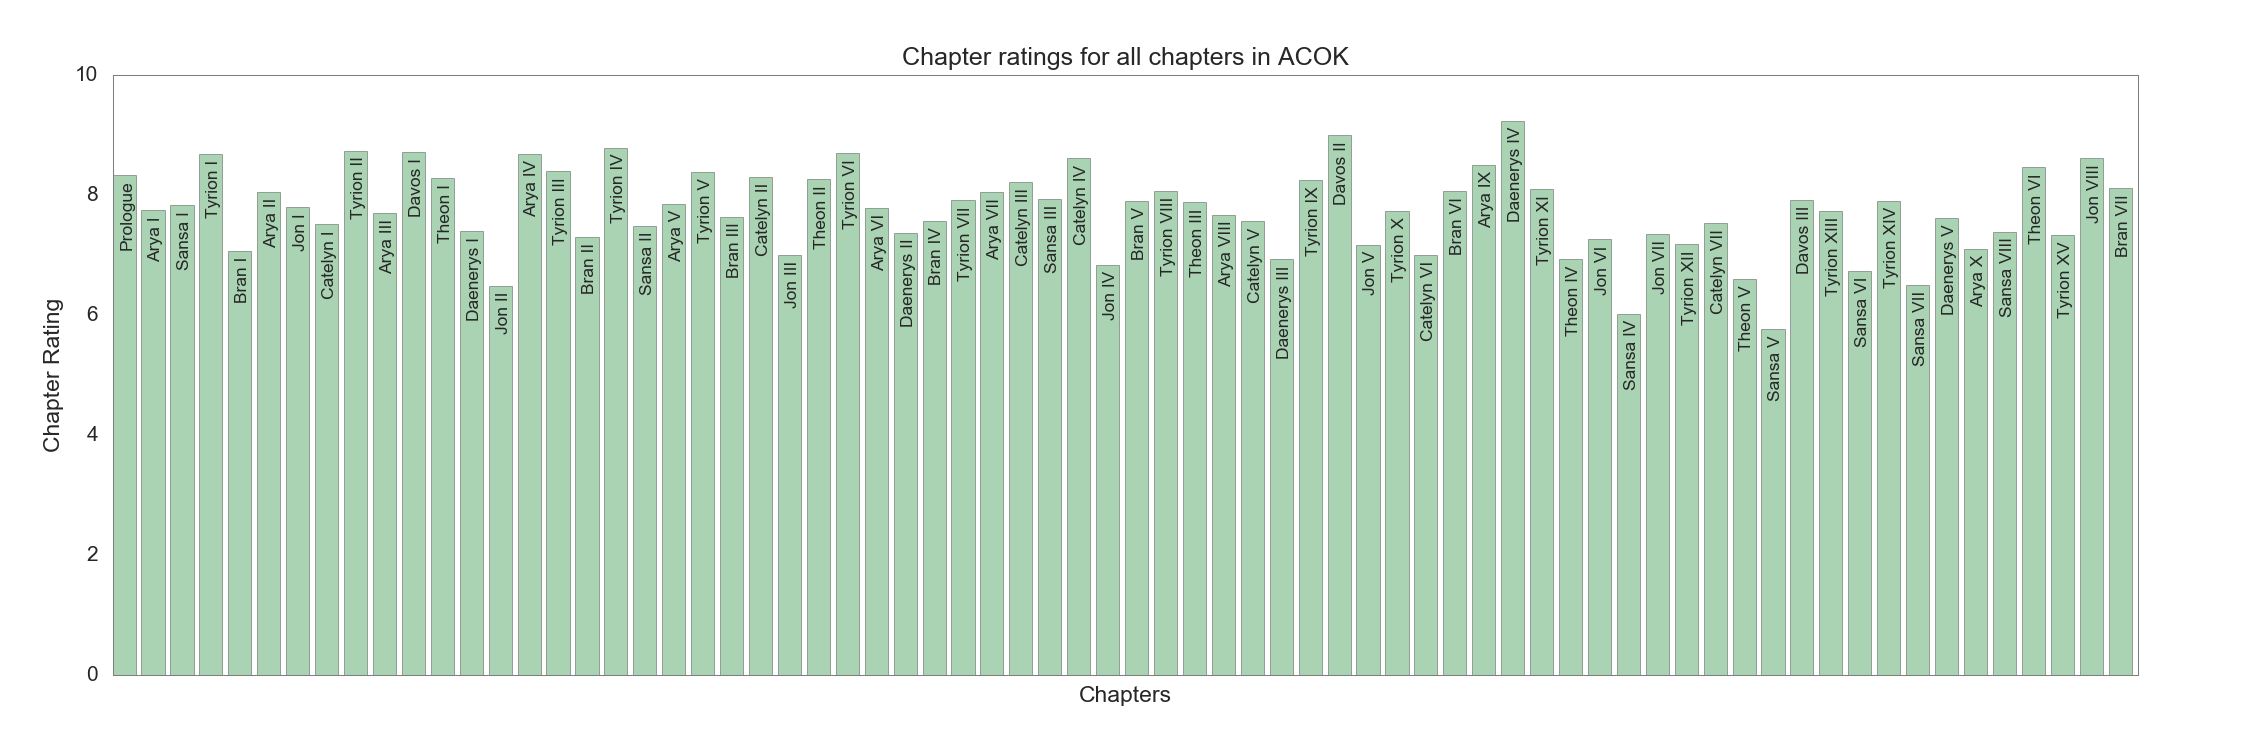 Chapter ratings for all chapters in ACOK
Chapter Rating
10
8
6
4
2
0
Prologue
Arya I
Sansa I
Tyrion I
Bran I
Arya II
Jon I
Catelyn I
Tyrion II
Arya III
Davos I
Theon I
Daenerys I
Jon II
Arya IV
Tyrion III
Bran II
Tyrion IV
Sansa II
Arya V
Tyrion V
Bran III
Catelyn II
Jon III
Theon II
Tyrion VI
Arya VI
Daenerys II
Bran IV
Tyrion VII
Arya VII
Catelyn III
Sansa III
Catelyn IV
Jon IV
Bran V
Tyrion VIII
Theon III
Arya VIII
Catelyn V
Daenerys III
Tyrion IX
Davos II
Jon V
Tyrion X
Catelyn VI
Bran VI
Arya IX
Daenerys IV
Tyrion XI
Theon IV
Jon VI
Sansa IV
Jon VII
Tyrion XII
Catelyn VII
Theon V
Sansa V
Davos III
Tyrion XIII
Sansa VI
Tyrion XIV
Sansa VII
Daenerys V
Arya X
Sansa VIII
Theon VI
Tyrion XV
Jon VIII
Bran VII
Chapters